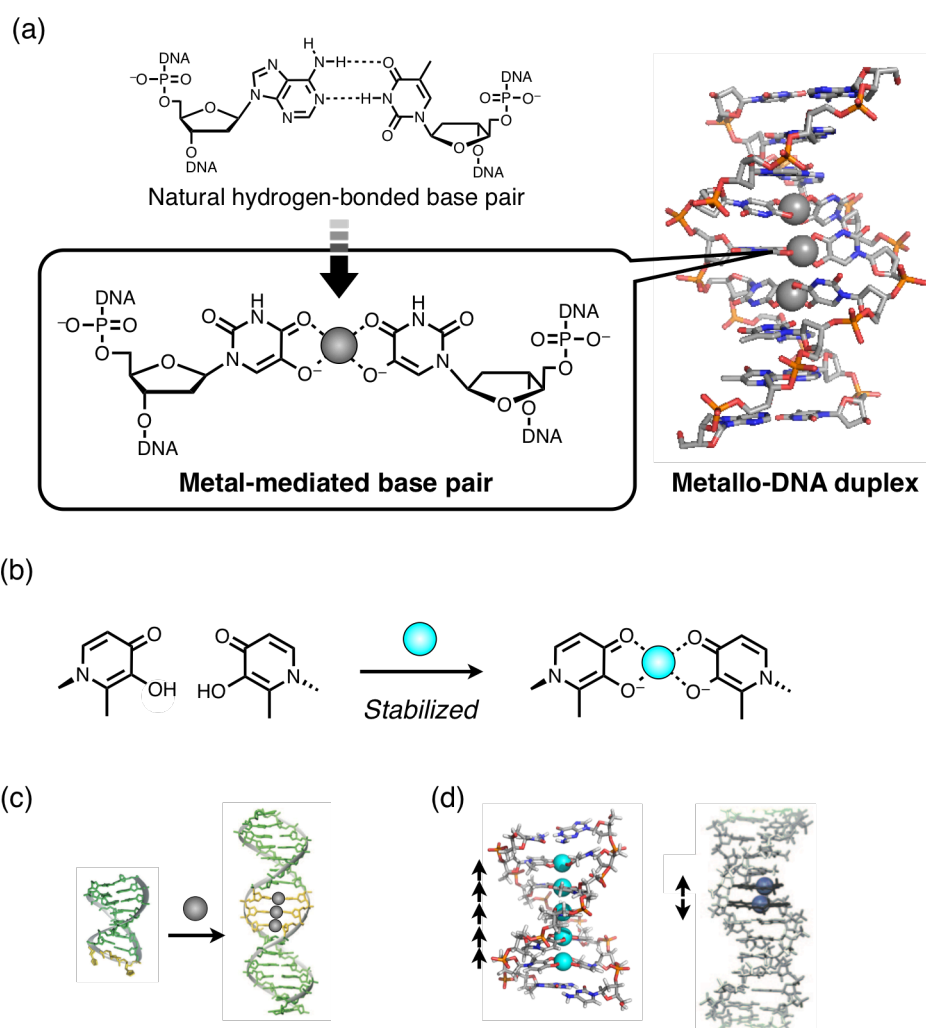 (a)
H
DNA
N
H
O
⁻O
P
O
N
N
DNA
O
N
N
H
N
O
P
O⁻
O
N
N
O
O
O
O
DNA
O
O
DNA
Natural hydrogen-bonded base pair
DNA
H
N
O
O
O
H
N
O
DNA
⁻O
P
O
O
N
O⁻
O⁻
N
O
P
O⁻
O
O
O
O
O
DNA
DNA
Metal-mediated base pair
Metallo-DNA duplex
(b)
O
O
O
O
N
OH
HO
N
N
O⁻
O⁻
N
Stabilized
(c)
(d)